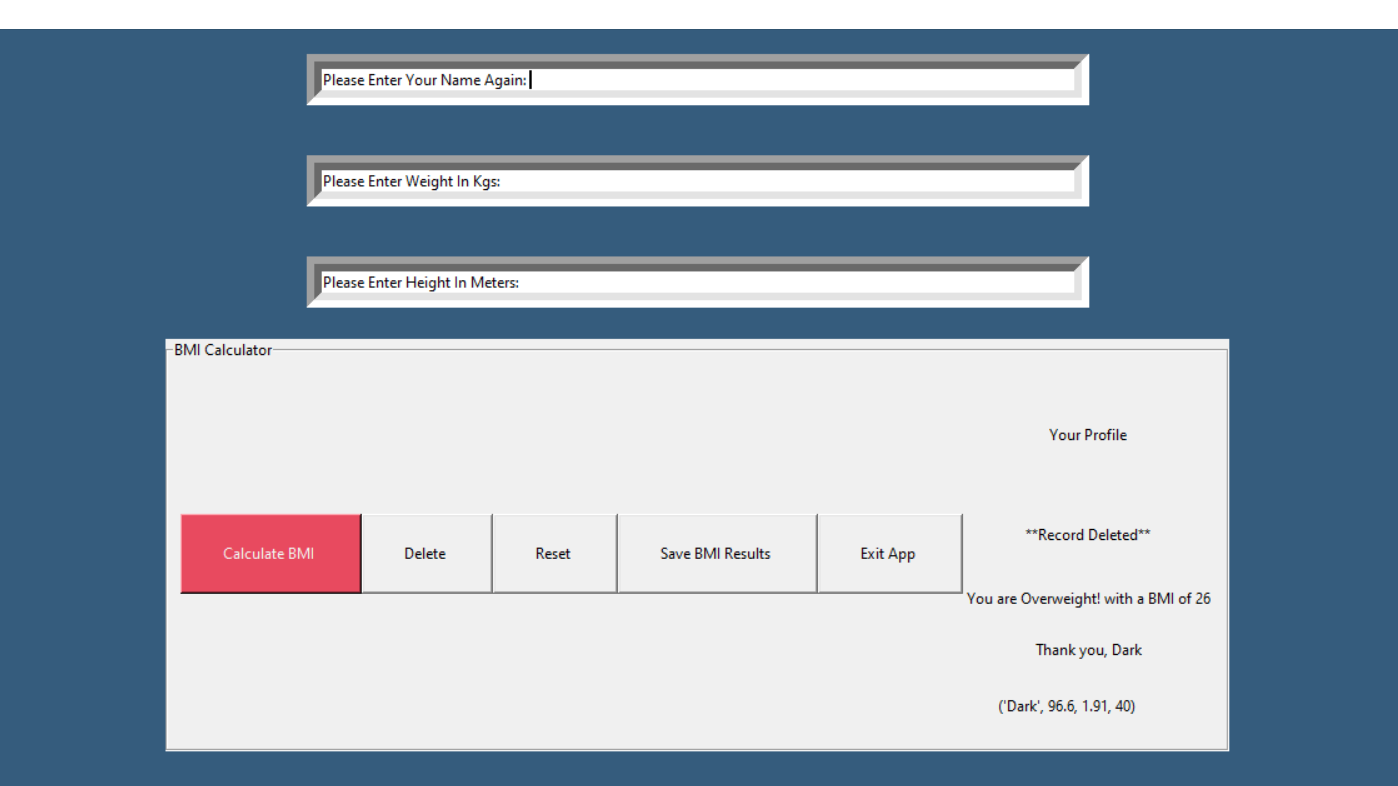 Please Enter Your Name Again:
Please Enter Weight In Kgs:
Please Enter Height In Meters:
BMI Calculator
Your Profile
Calculate BMI
Delete
Reset
Save BMI Results
Exit App
**Record Deleted**
You are Overweight! with a BMI of 26
Thank you, Dark
('Dark', 96.6, 1.91, 40)